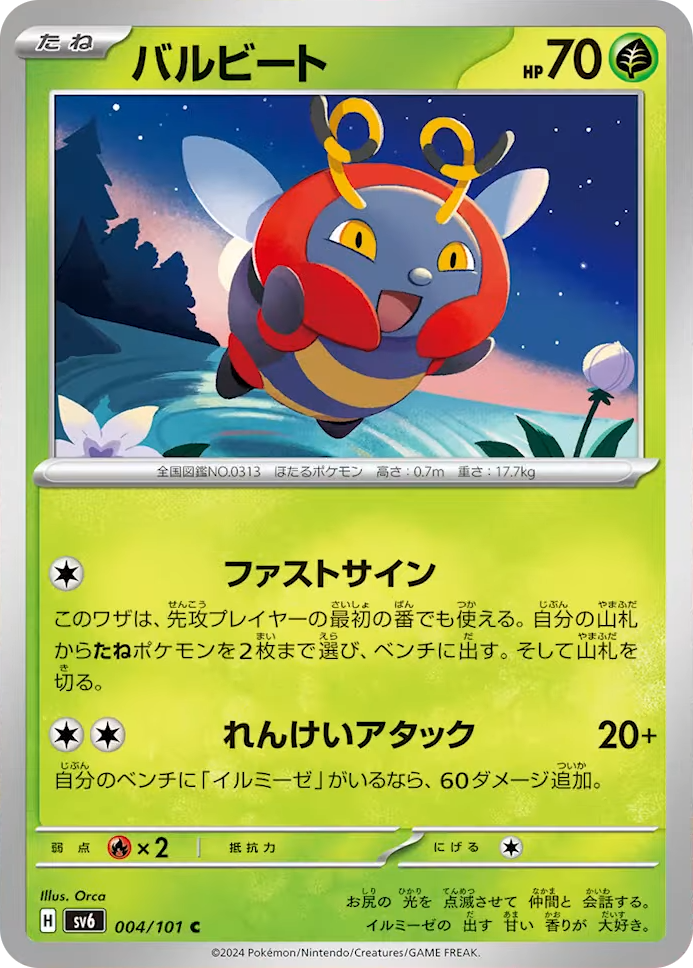 たね バルビート HP70
全国図鑑NO.0313 ほたるポケモン 高さ:0.7m 重さ:17.7kg
ファストサイン
このワザは、先攻プレイヤーの最初の番でも使える。自分の山札
からたねポケモンを2枚まで選び、ベンチに出す。そして山札を
切る。
れんけいアタック 20+
自分のベンチに「イルミーゼ」がいるなら、60ダメージ追加。
弱点 ×2 抵抗力 にげる
Illus. Orca
お尻の 光を 点滅させて 仲間と 会話する。
イルミーゼの 出す 甘い 香りが 大好き。
H sv6 004/101 C
©2024 Pokémon/Nintendo/Creatures/GAME FREAK.